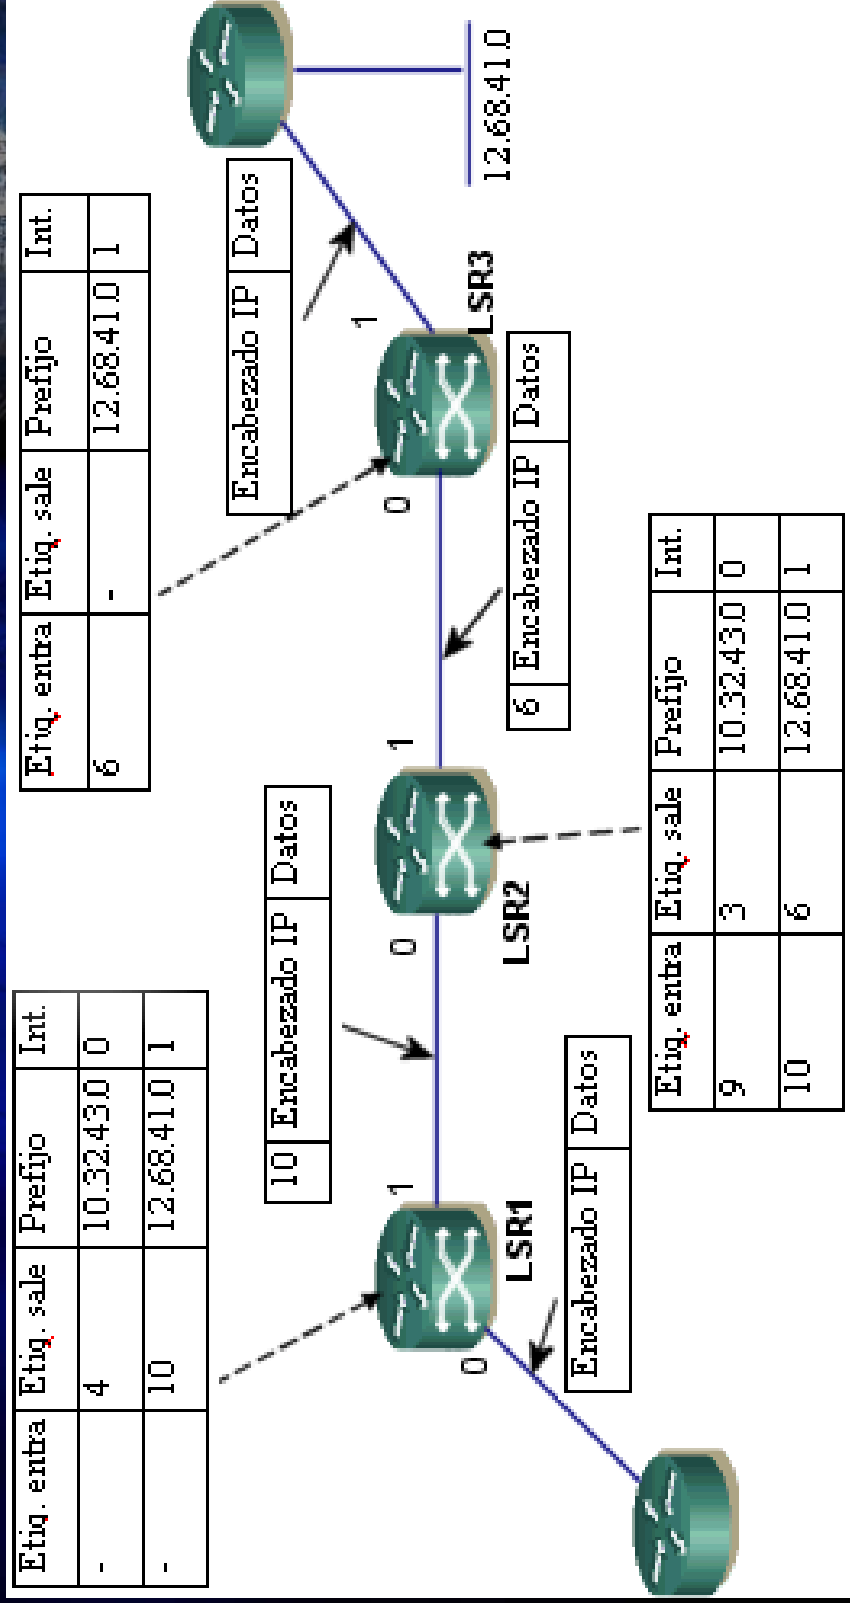 Etiq. entra Etiq. sale Prefijo Int.
- 4 10.32.43.0 0
- 10 12.68.41.0 1
Etiq. entra Etiq. sale Prefijo Int.
6 - 12.68.41.0 1
10 Encabezado IP Datos
Encabezado IP Datos
0
1
LSR1
0
1
LSR2
0
1
LSR3
12.68.41.0
Encabezado IP Datos
6 Encabezado IP Datos
Etiq. entra Etiq. sale Prefijo Int.
9 3 10.32.43.0 0
10 6 12.68.41.0 1